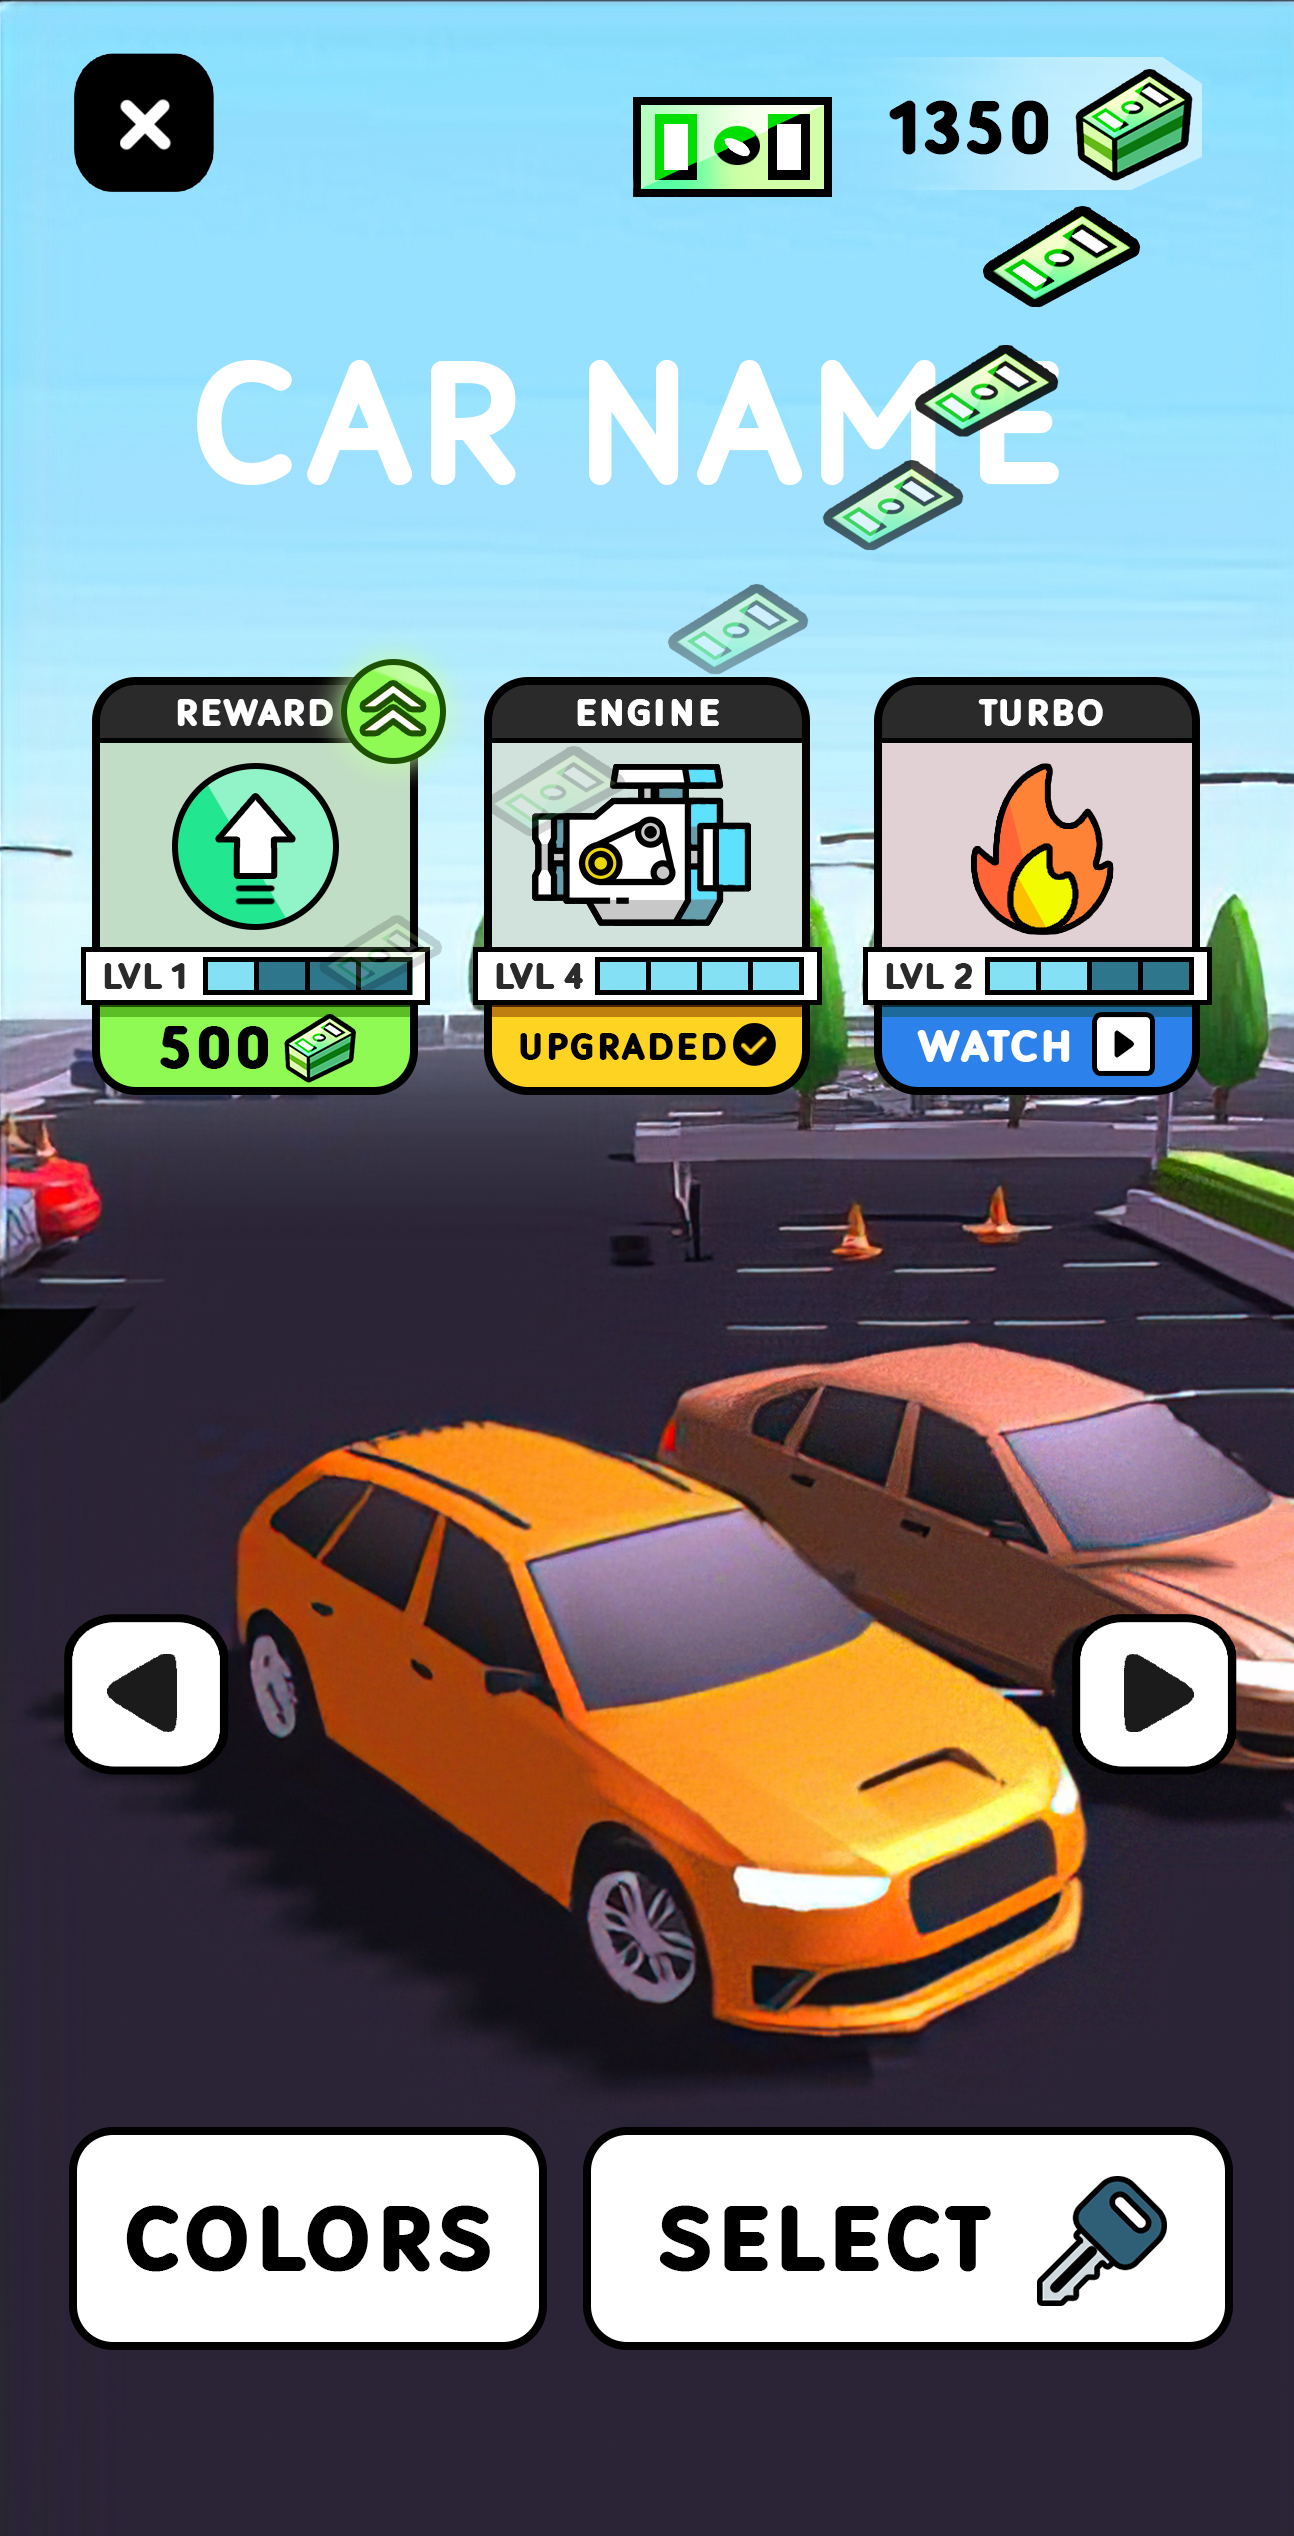 1350
CAR NAME
REWARD
ENGINE
TURBO
LVL 1
LVL 4
LVL 2
500
UPGRADED
WATCH
COLORS
SELECT